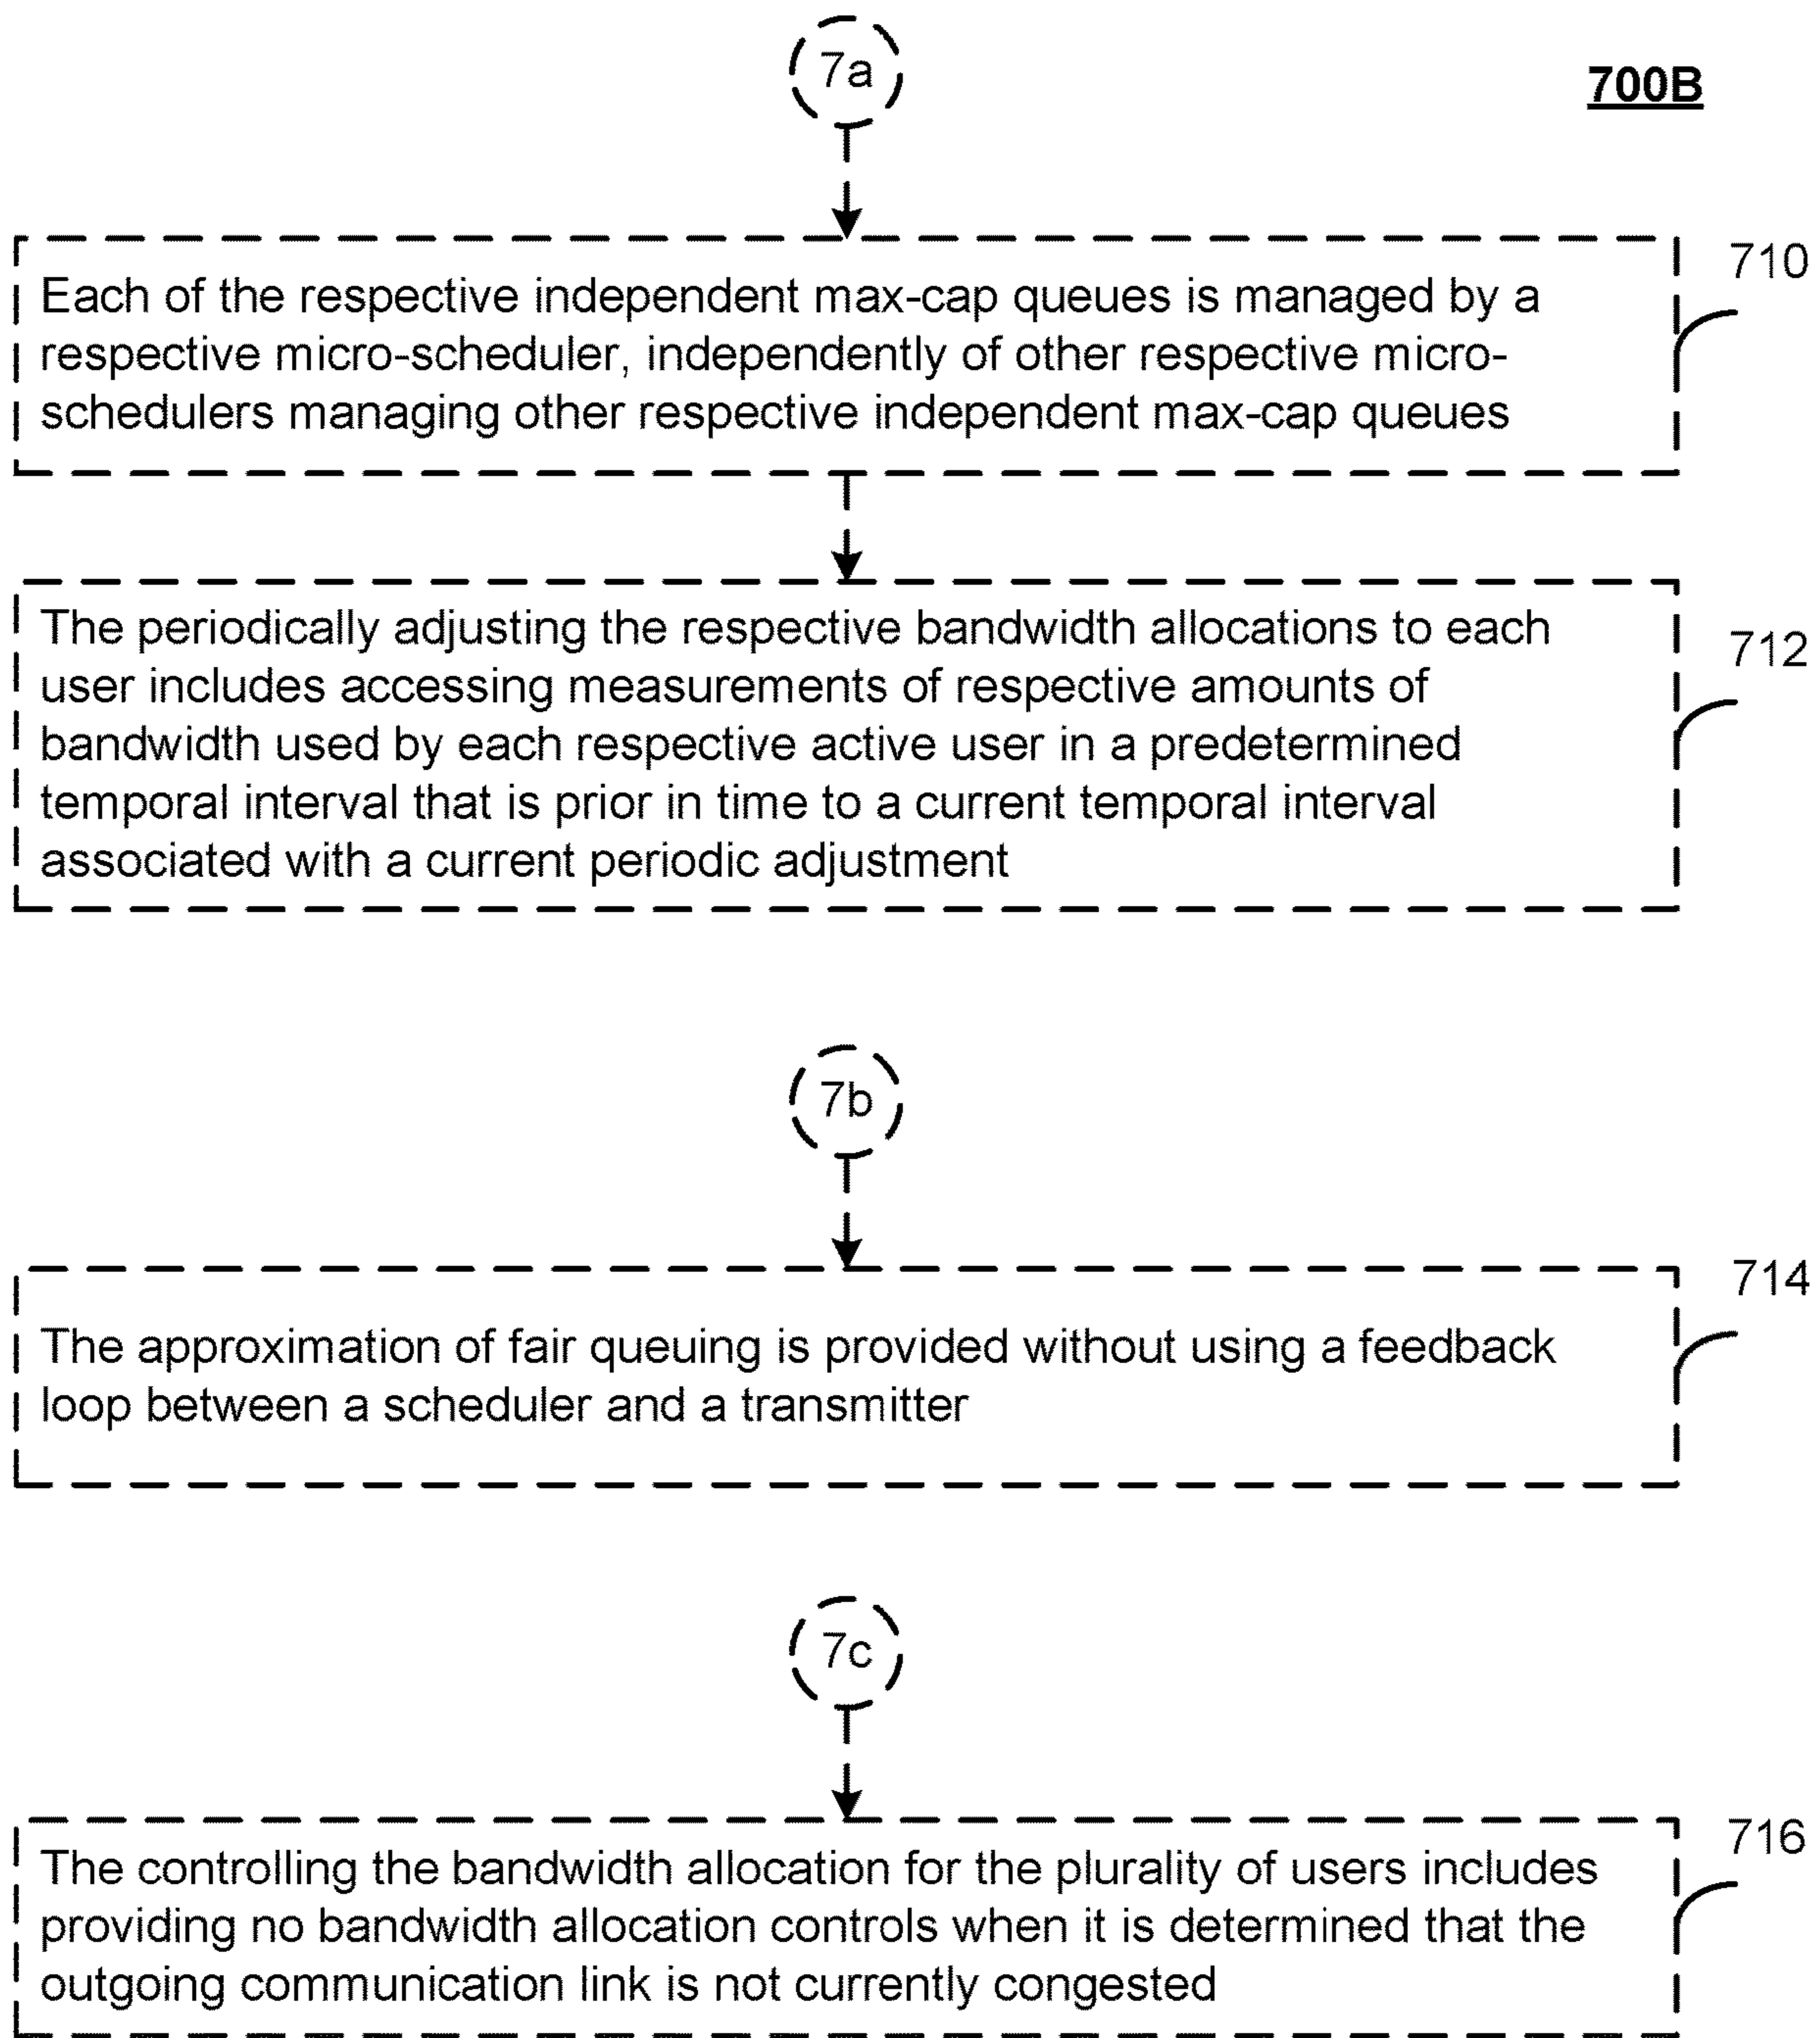 7a
700B
710
Each of the respective independent max-cap queues is managed by a
respective micro-scheduler, independently of other respective micro-
schedulers managing other respective independent max-cap queues
712
The periodically adjusting the respective bandwidth allocations to each
user includes accessing measurements of respective amounts of
bandwidth used by each respective active user in a predetermined
temporal interval that is prior in time to a current temporal interval
associated with a current periodic adjustment
7b
714
The approximation of fair queuing is provided without using a feedback
loop between a scheduler and a transmitter
7c
716
The controlling the bandwidth allocation for the plurality of users includes
providing no bandwidth allocation controls when it is determined that the
outgoing communication link is not currently congested